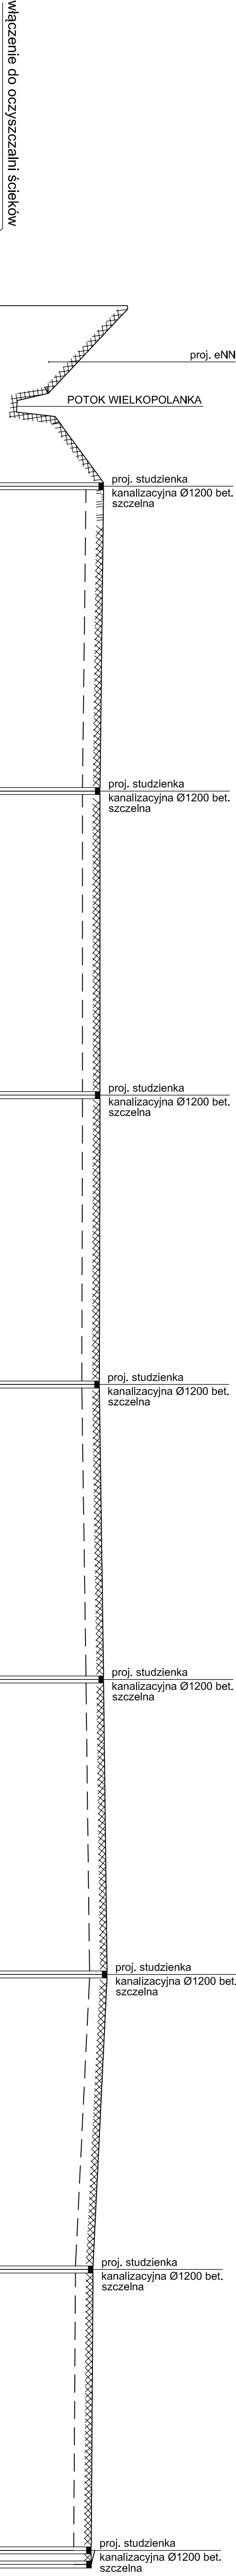 włączenie do oczyszczalni ścieków
proj. eNN
POTOK WIELKOPOLANKA
proj. studzienka
kanalizacyjna Ø1200 bet.
szczelna
proj. studzienka
kanalizacyjna Ø1200 bet.
szczelna
proj. studzienka
kanalizacyjna Ø1200 bet.
szczelna
proj. studzienka
kanalizacyjna Ø1200 bet.
szczelna
proj. studzienka
kanalizacyjna Ø1200 bet.
szczelna
proj. studzienka
kanalizacyjna Ø1200 bet.
szczelna
proj. studzienka
kanalizacyjna Ø1200 bet.
szczelna
proj. studzienka
kanalizacyjna Ø1200 bet.
szczelna